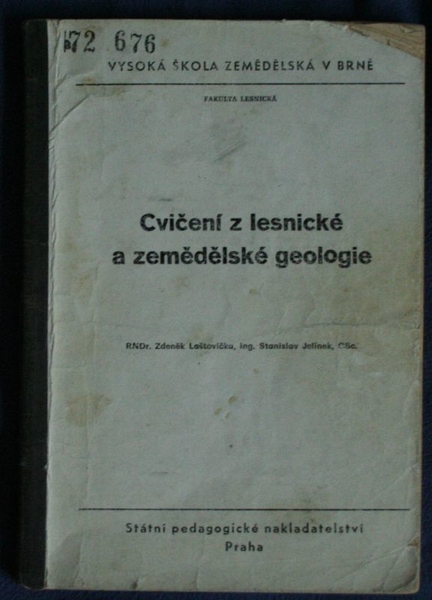 72 676
VYSOKÁ ŠKOLA ZEMĚDĚLSKÁ V BRNĚ
FAKULTA LESNICKÁ
Cvičení z lesnické
a zemědělské geologie
RNDr. Zdeněk Laštovička, ing. Stanislav Jelínek, CSc.
Státní pedagogické nakladatelství
Praha